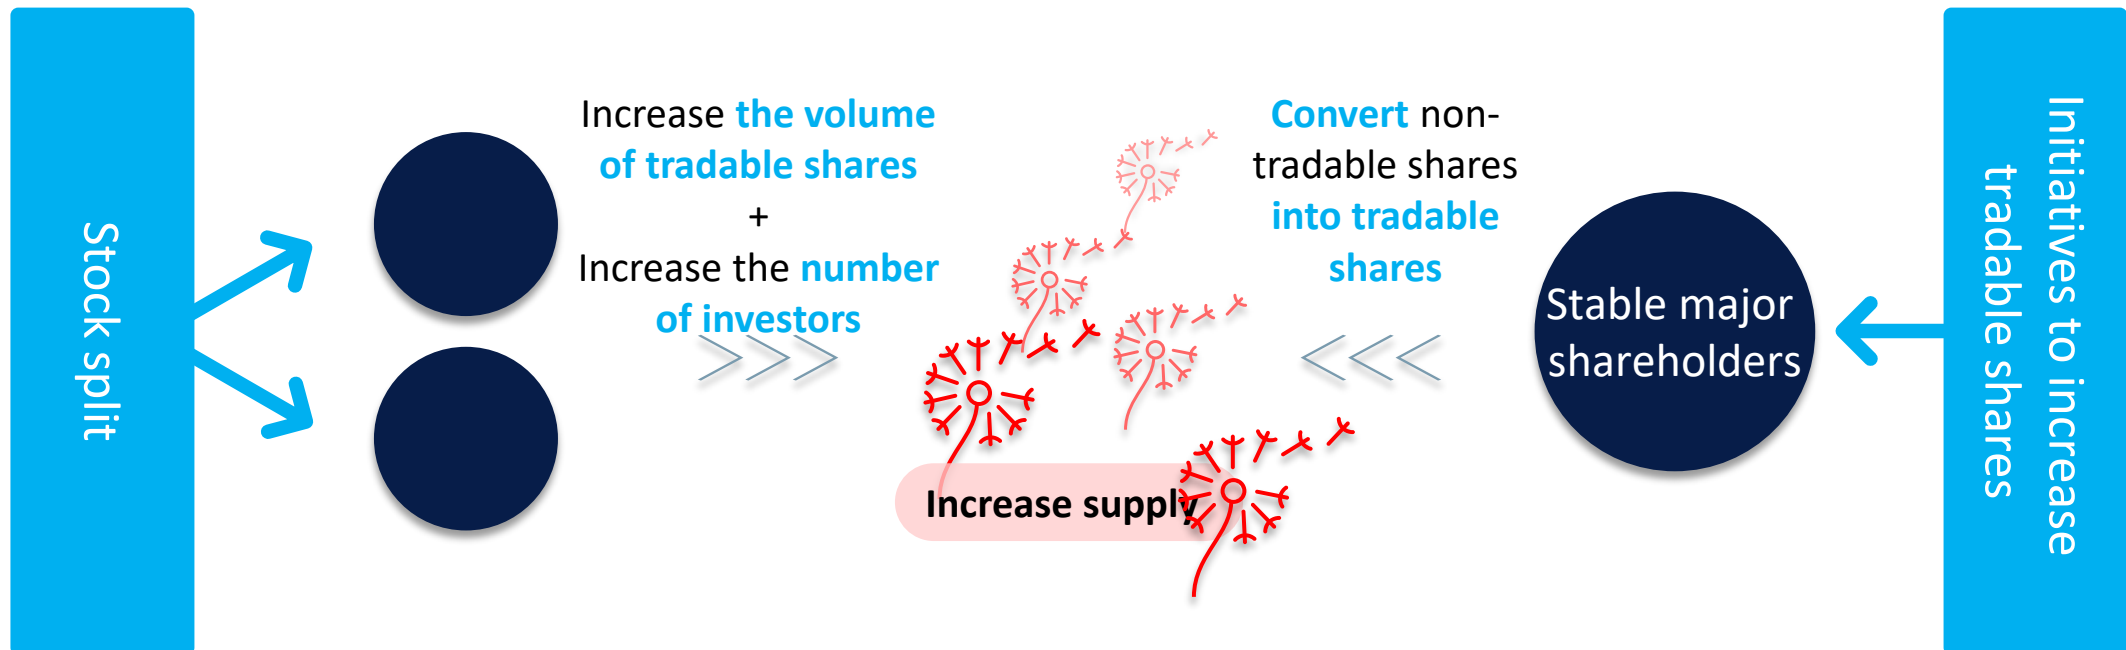 Stock split
Increase the volume
of tradable shares
+
Increase the number
of investors
Increase supply
Convert non-
tradable shares
into tradable
shares
Stable major
shareholders
Initiatives to increase
tradable shares